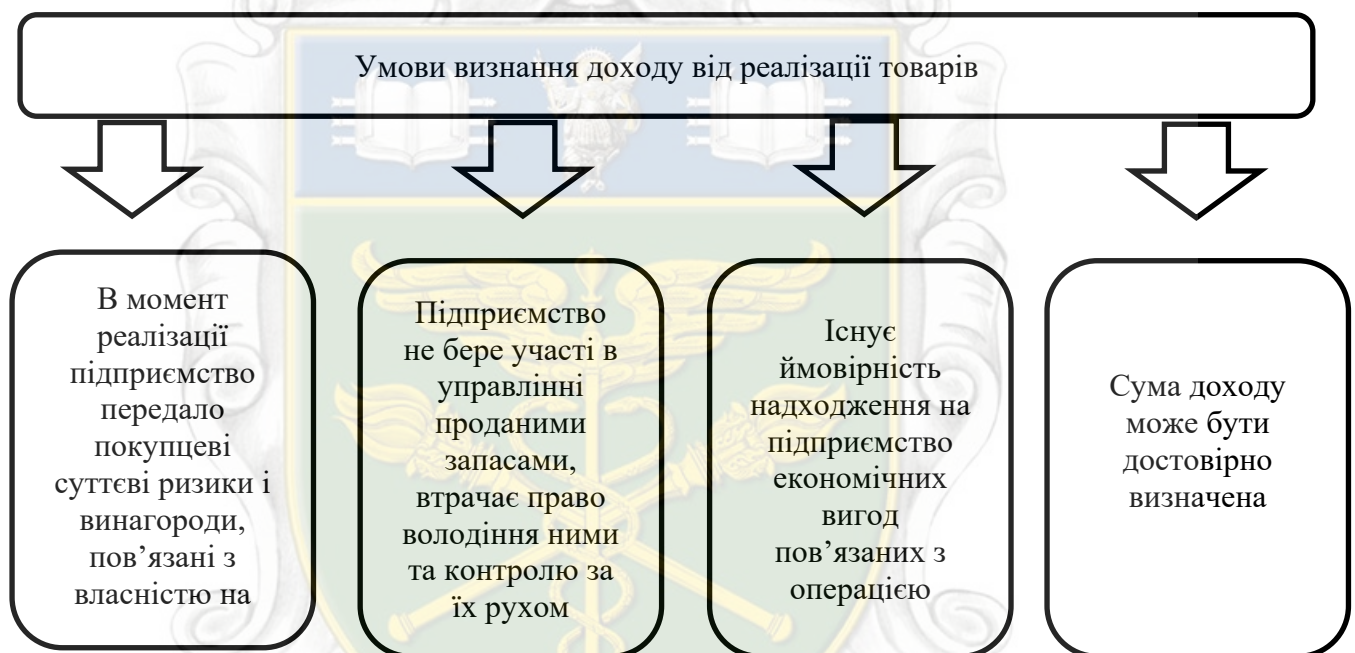 Умови визнання доходу від реалізації товарів
В момент
реалізації
підприємство
передало
покупцеві
суттєві ризики і
винагороди,
пов’язані з
власністю на
Підприємство
не бере участі в
управлінні
проданими
запасами,
втрачає право
володіння ними
та контролю за
їх рухом
Існує
ймовірність
надходження на
підприємство
економічних
вигод
пов’язаних з
операцією
Сума доходу
може бути
достовірно
визначена